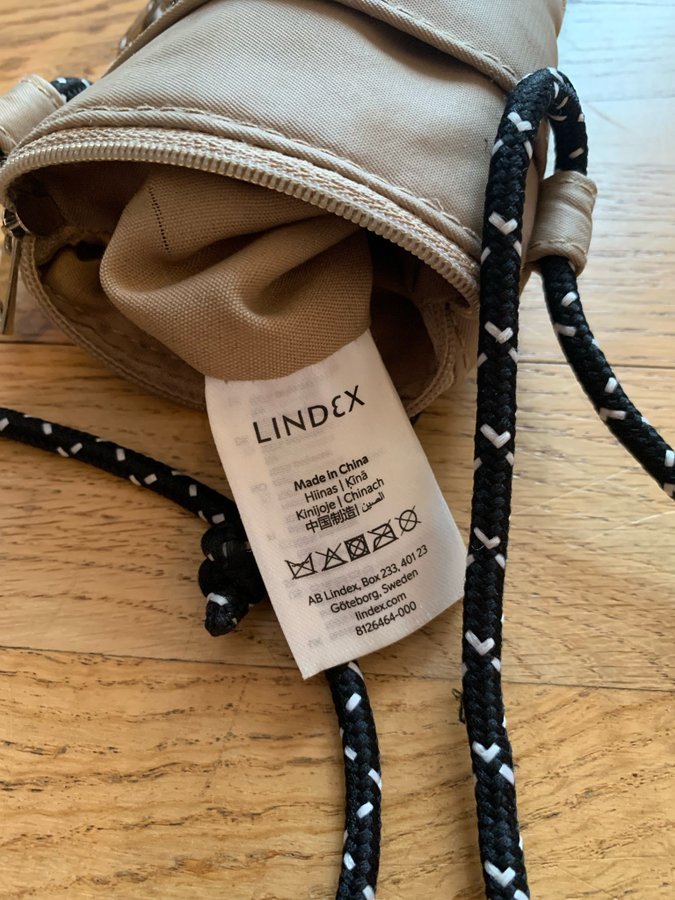 LINDEX
Made in China
Hiinas | Ķīnā
Kinijoje | Chinach
中国制造 | الصين
AB Lindex, Box 233, 401 23
Göteborg, Sweden
lindex.com
8126464-000